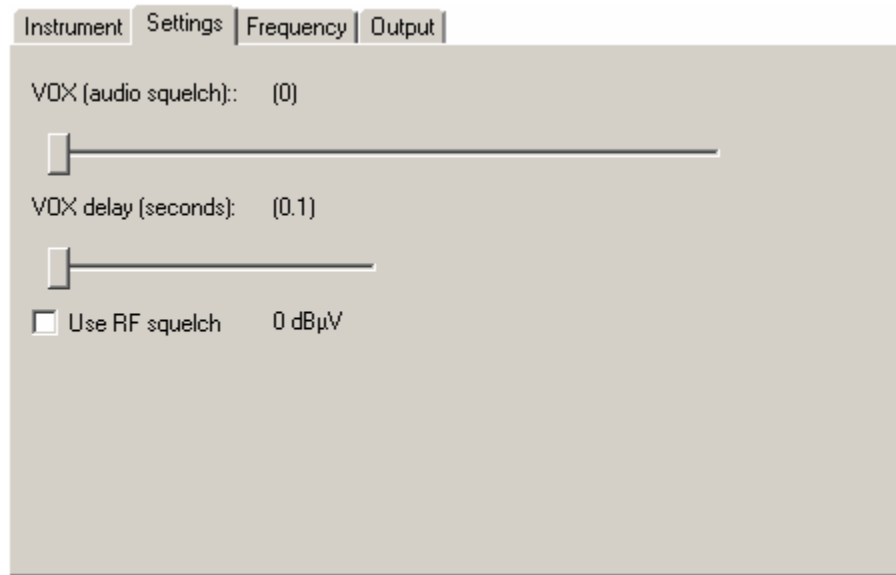 Instrument Settings Frequency Output
VOX (audio squelch):: (0)
VOX delay (seconds): (0.1)
Use RF squelch 0 dBµV